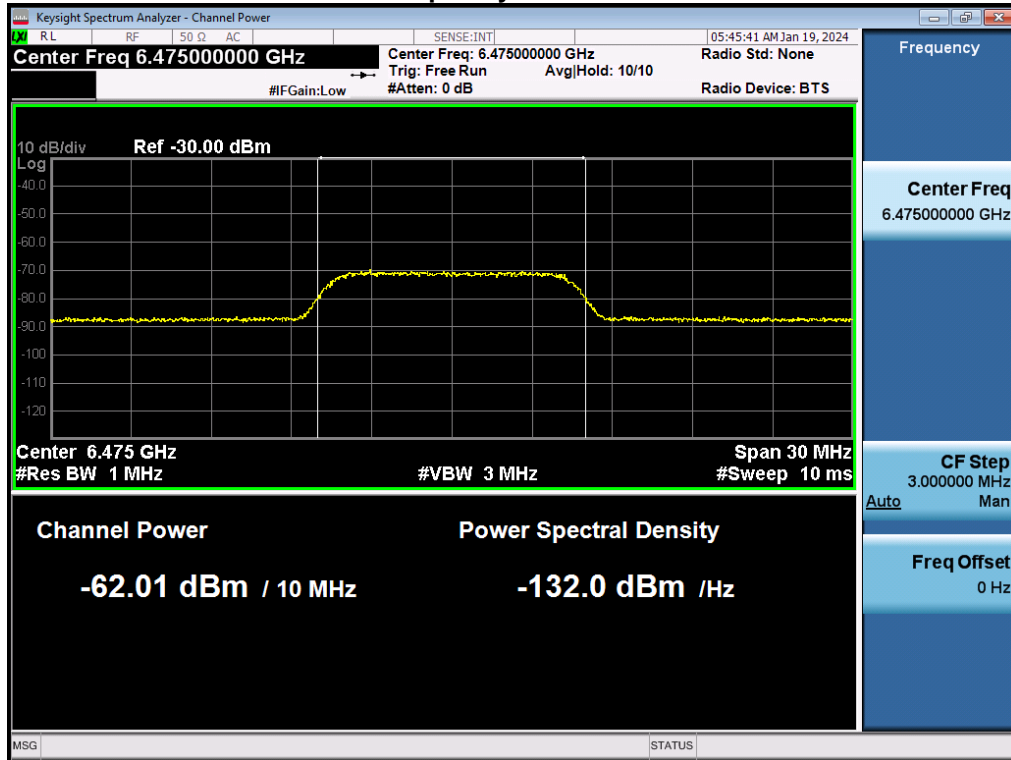 Keysight Spectrum Analyzer - Channel Power
LXI RL RF 50 Ω AC SENSE:INT 05:45:41 AM Jan 19, 2024
Center Freq 6.475000000 GHz
#IFGain:Low
Center Freq: 6.475000000 GHz
Trig: Free Run Avg|Hold: 10/10
#Atten: 0 dB
Radio Std: None
Radio Device: BTS
10 dB/div Ref -30.00 dBm
Log
-40.0
-50.0
-60.0
-70.0
-80.0
-90.0
-100
-110
-120
Center 6.475 GHz Span 30 MHz
#Res BW 1 MHz #VBW 3 MHz #Sweep 10 ms
Channel Power
-62.01 dBm / 10 MHz
Power Spectral Density
-132.0 dBm /Hz
Frequency
Center Freq
6.475000000 GHz
CF Step
3.000000 MHz
Auto Man
Freq Offset
0 Hz
MSG STATUS